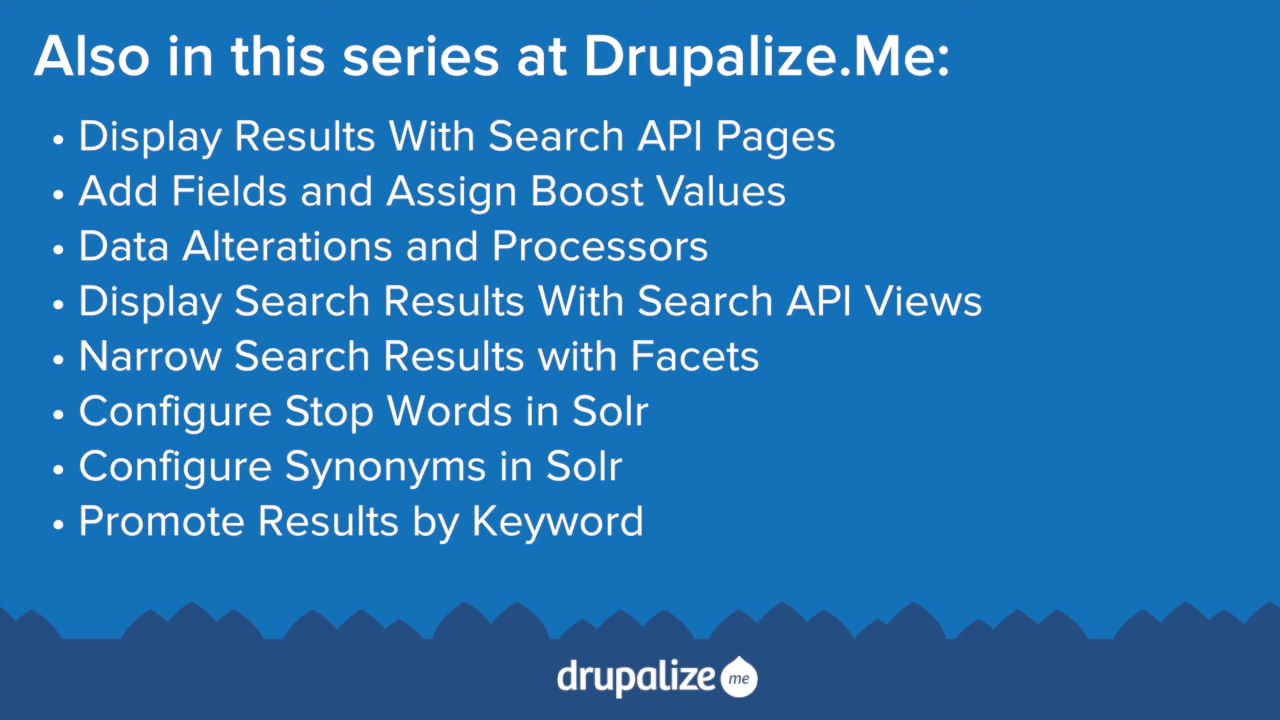 Also in this series at Drupalize.Me:
• Display Results With Search API Pages
• Add Fields and Assign Boost Values
• Data Alterations and Processors
• Display Search Results With Search API Views
• Narrow Search Results with Facets
• Configure Stop Words in Solr
• Configure Synonyms in Solr
• Promote Results by Keyword
drupalize me